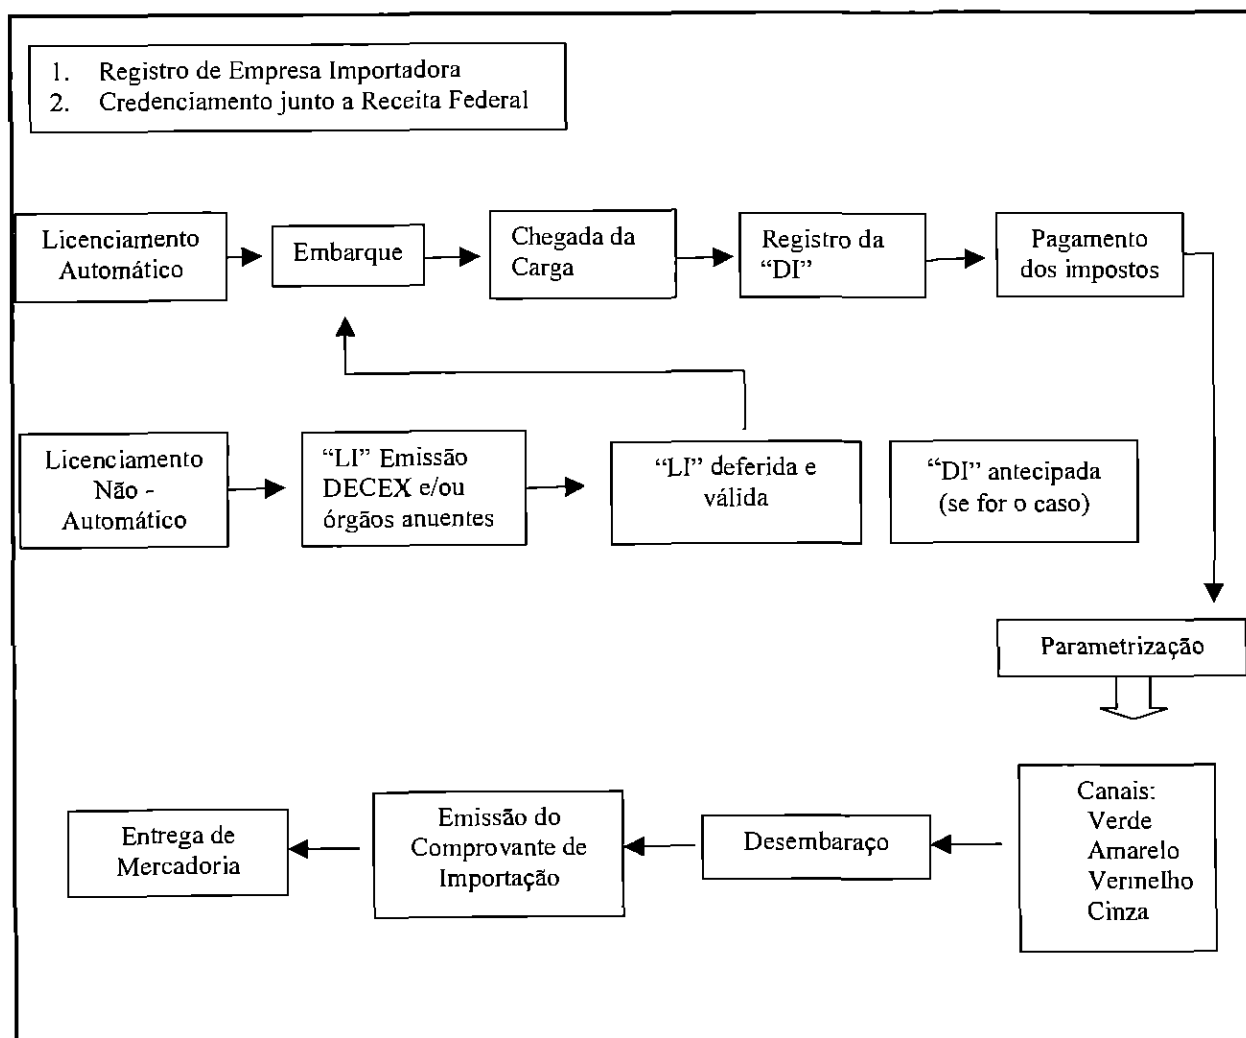 1. Registro de Empresa Importadora
2. Credenciamento junto a Receita Federal
Licenciamento
Automático
Embarque
Chegada da
Carga
Registro da
“DI”
Pagamento
dos impostos
Licenciamento
Não -
Automático
“LI” Emissão
DECEX e/ou
órgãos anuentes
“LI” deferida e
válida
“DI” antecipada
(se for o caso)
Parametrização
Canais:
Verde
Amarelo
Vermelho
Cinza
Desembaraço
Emissão do
Comprovante de
Importação
Entrega de
Mercadoria